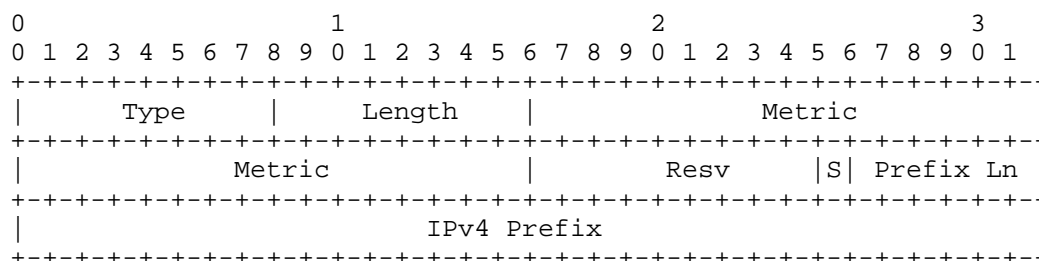 0                   1                   2                   3
0 1 2 3 4 5 6 7 8 9 0 1 2 3 4 5 6 7 8 9 0 1 2 3 4 5 6 7 8 9 0 1
+-+-+-+-+-+-+-+-+-+-+-+-+-+-+-+-+-+-+-+-+-+-+-+-+-+-+-+-+-+-+-+--
|      Type     |     Length    |              Metric
+-+-+-+-+-+-+-+-+-+-+-+-+-+-+-+-+-+-+-+-+-+-+-+-+-+-+-+-+-+-+-+--
|             Metric            |        Resv     |S| Prefix Ln
+-+-+-+-+-+-+-+-+-+-+-+-+-+-+-+-+-+-+-+-+-+-+-+-+-+-+-+-+-+-+-+--
|                         IPv4 Prefix
+-+-+-+-+-+-+-+-+-+-+-+-+-+-+-+-+-+-+-+-+-+-+-+-+-+-+-+-+-+-+-+--